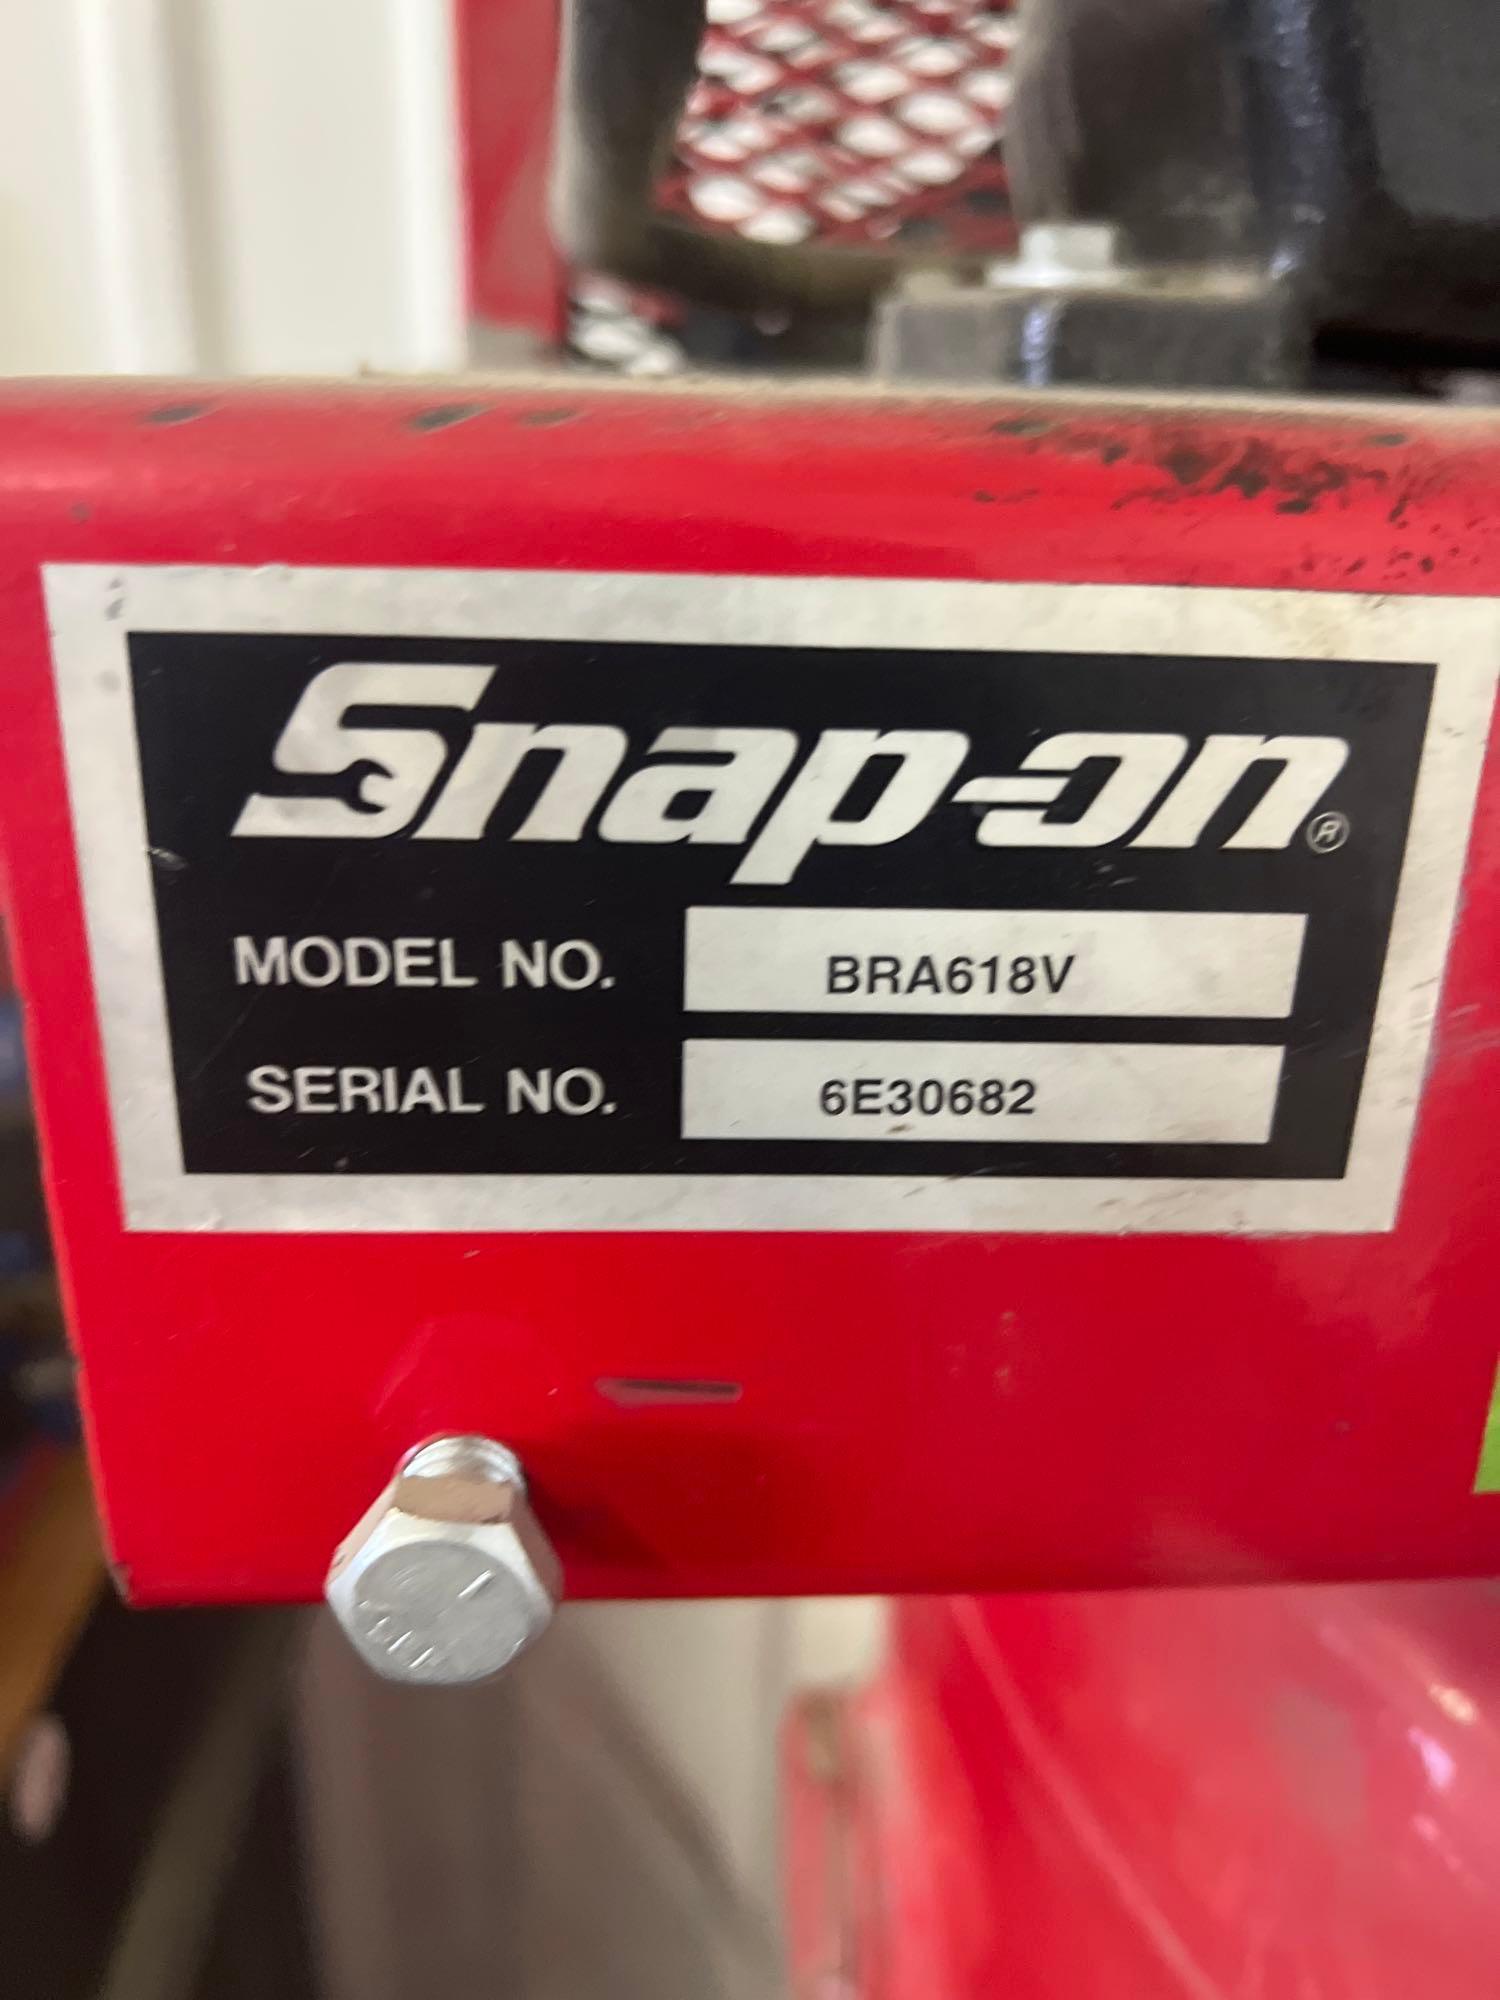 Snap-on®
MODEL NO. BRA618V
SERIAL NO. 6E30682